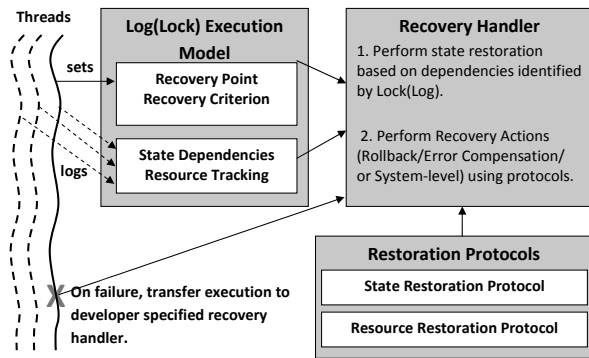 Threads
Log(Lock) Execution
Model
sets
Recovery Point
Recovery Criterion
logs
State Dependencies
Resource Tracking
Recovery Handler
1. Perform state restoration
based on dependencies identified
by Lock(Log).
2. Perform Recovery Actions
(Rollback/Error Compensation/
or System-level) using protocols.
Restoration Protocols
State Restoration Protocol
Resource Restoration Protocol
On failure, transfer execution to
developer specified recovery
handler.